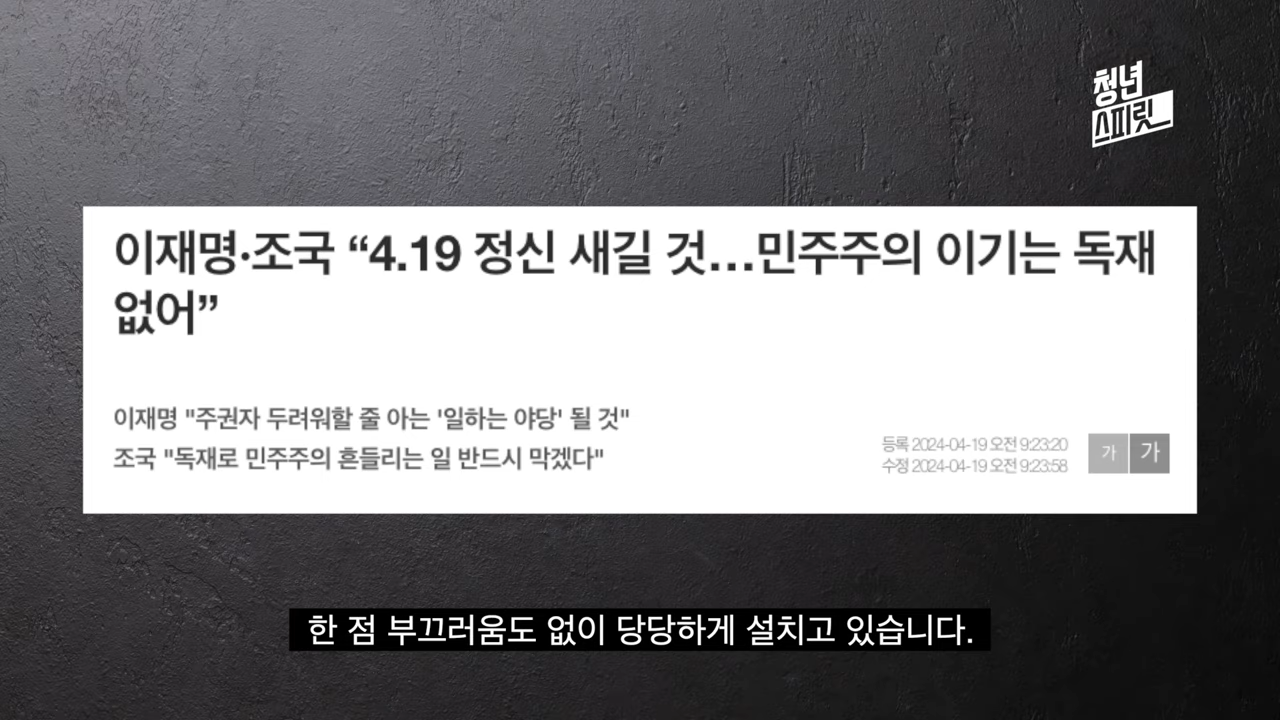 청년
스피릿
이재명·조국 “4.19 정신 새길 것...민주주의 이기는 독재
없어”
이재명 "주권자 두려워할 줄 아는 '일하는 야당' 될 것"
조국 "독재로 민주주의 흔들리는 일 반드시 막겠다"
등록 2024-04-19 오전 9:23:20
수정 2024-04-19 오전 9:23:58
가 가
한 점 부끄러움도 없이 당당하게 설치고 있습니다.